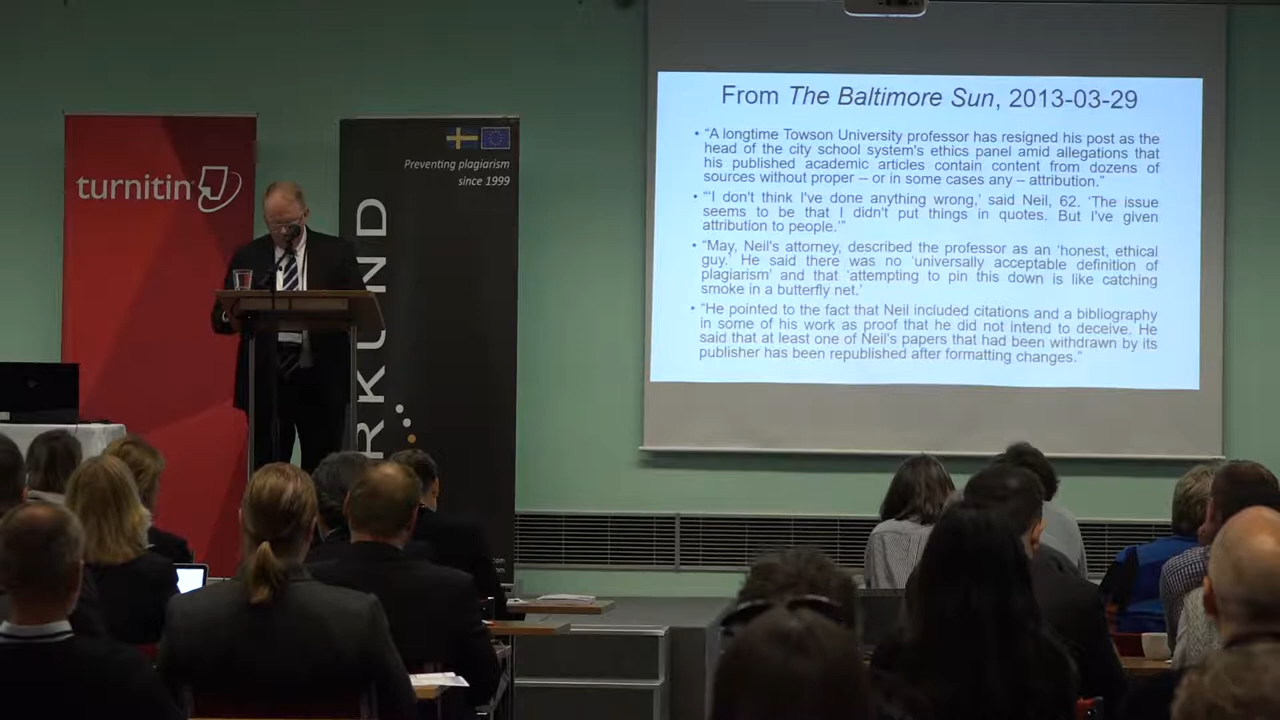 From The Baltimore Sun, 2013-03-29
• “A longtime Towson University professor has resigned his post as the
head of the city school system's ethics panel amid allegations that
his published academic articles contain content from dozens of
sources without proper – or in some cases any – attribution.”
• “‘I don't think I've done anything wrong,’ said Neil, 62. ‘The issue
seems to be that I didn't put things in quotes. But I've given
attribution to people.’”
• “May, Neil's attorney, described the professor as an ‘honest, ethical
guy.’ He said there was no ‘universally acceptable definition of
plagiarism’ and that ‘attempting to pin this down is like catching
smoke in a butterfly net.’
• “He pointed to the fact that Neil included citations and a bibliography
in some of his work as proof that he did not intend to deceive. He
said that at least one of Neil's papers that had been withdrawn by its
publisher has been republished after formatting changes.”
turnitin
Preventing plagiarism
since 1999
RKUND